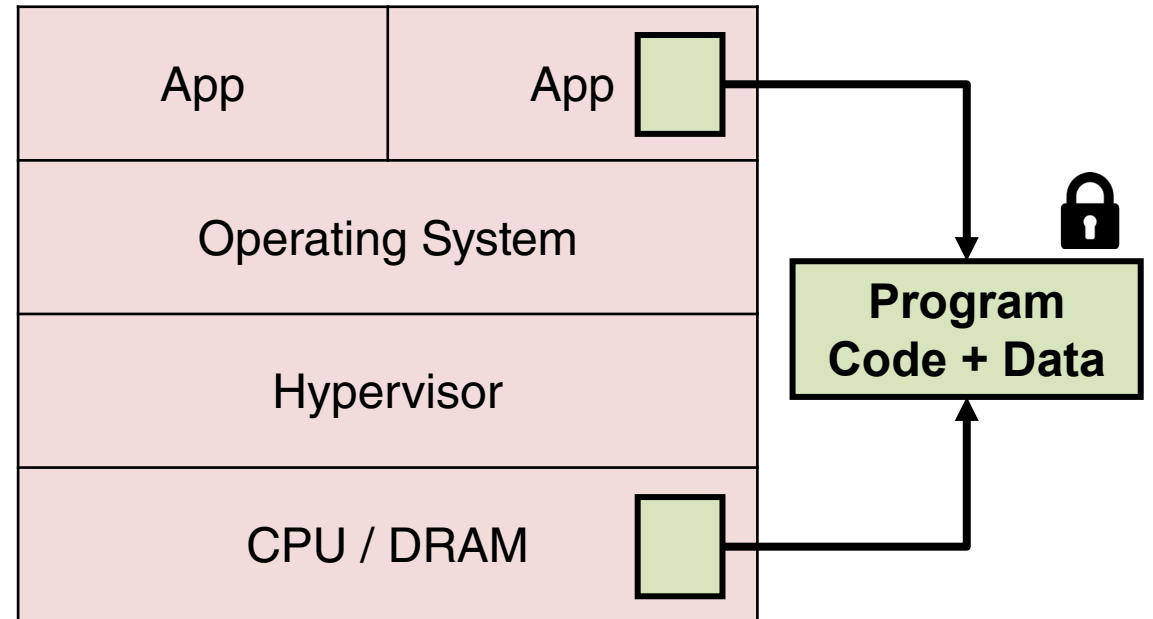 App
App
Operating System
Program
Code + Data
Hypervisor
CPU / DRAM